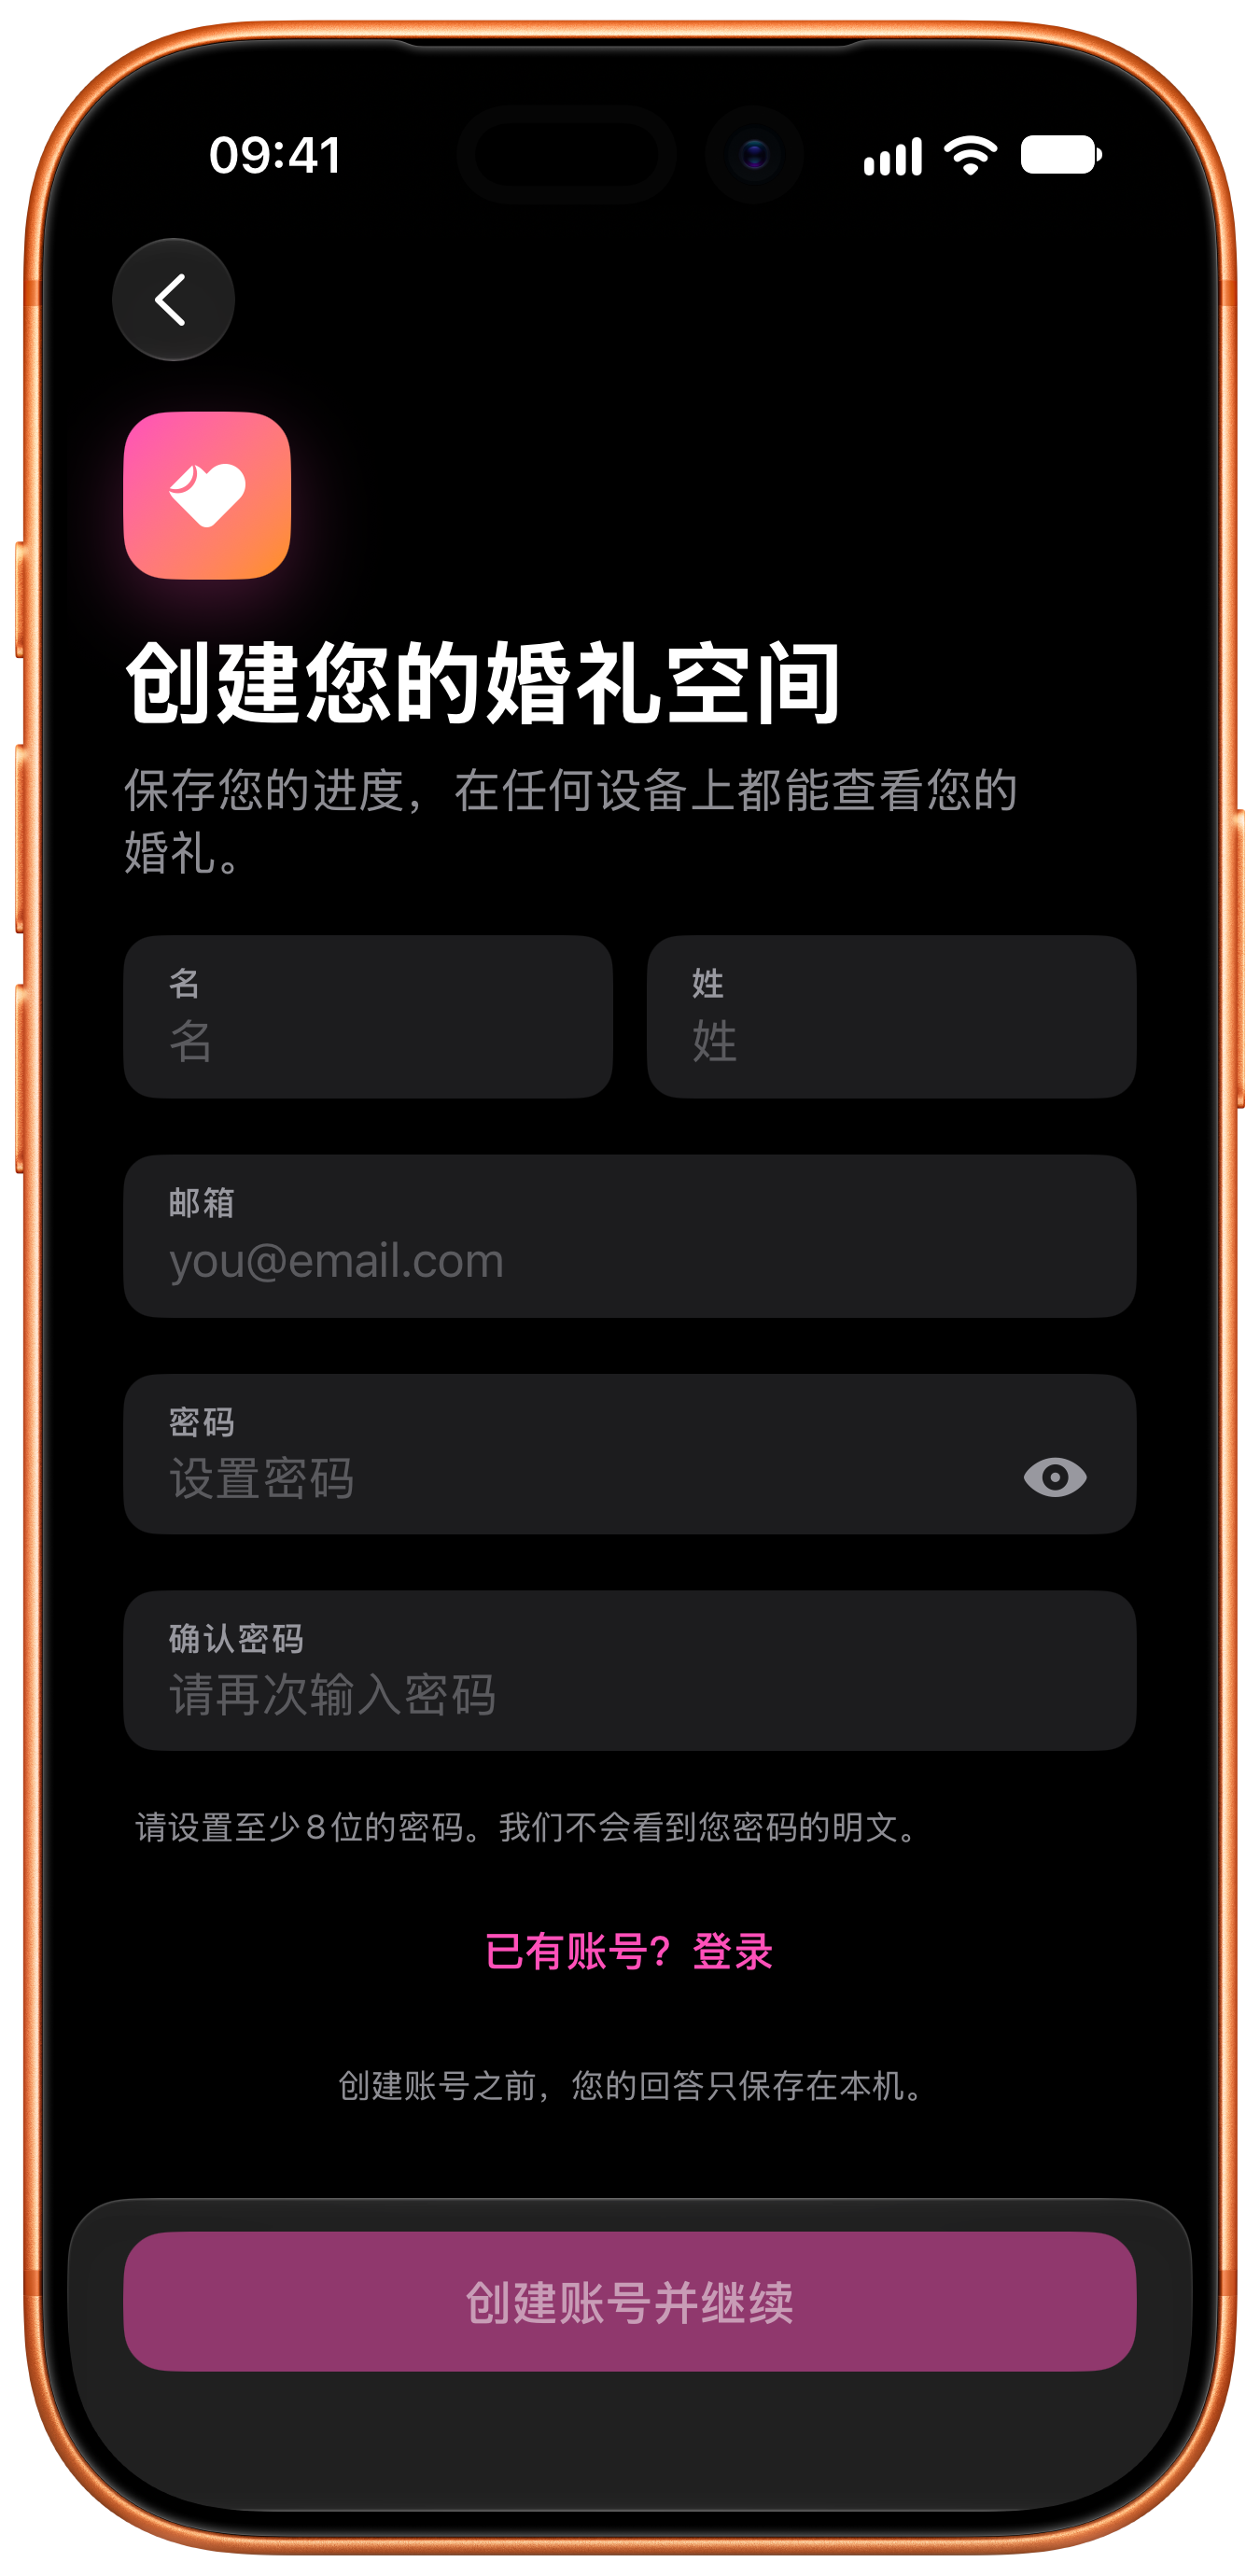 09:41
创建您的婚礼空间
保存您的进度，在任何设备上都能查看您的
婚礼。
名
名
姓
姓
邮箱
you@email.com
密码
设置密码
确认密码
请再次输入密码
请设置至少8位的密码。我们不会看到您密码的明文。
已有账号？登录
创建账号之前，您的回答只保存在本机。
创建账号并继续